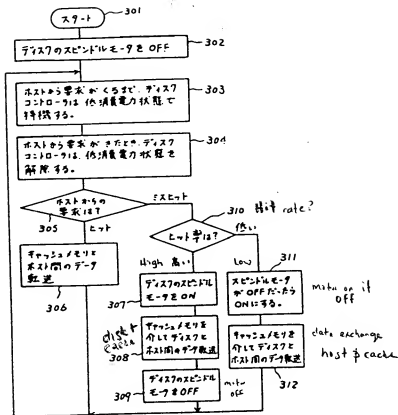 301
スタート
ディスクのスピンドルモータを OFF
302
ホストから要求がくるまで、ディスク
コントローラは低消費電力状態で
待機する。
303
ホストから要求がきたとき、ディスク
コントローラは、低消費電力状態を
解除する。
304
ホストからの
要求は?
305
ミスヒット
ヒット
310
rate?
ヒット率は?
低い
High 高い
Low
キャッシュメモリと
ホスト間のデータ
転送
306
307
ディスクのスピンドル
モータをON
311
スピンドルモータ
がOFFだったら
ONにする。
motor on if
off
disk &
308
キャッシュメモリを
介してディスクと
ホスト間のデータ転送
キャッシュメモリを
介してディスクと
ホスト間のデータ転送
312
data exchange
host & cache
309
ディスクのスピンドル
モータをOFF
motor
off